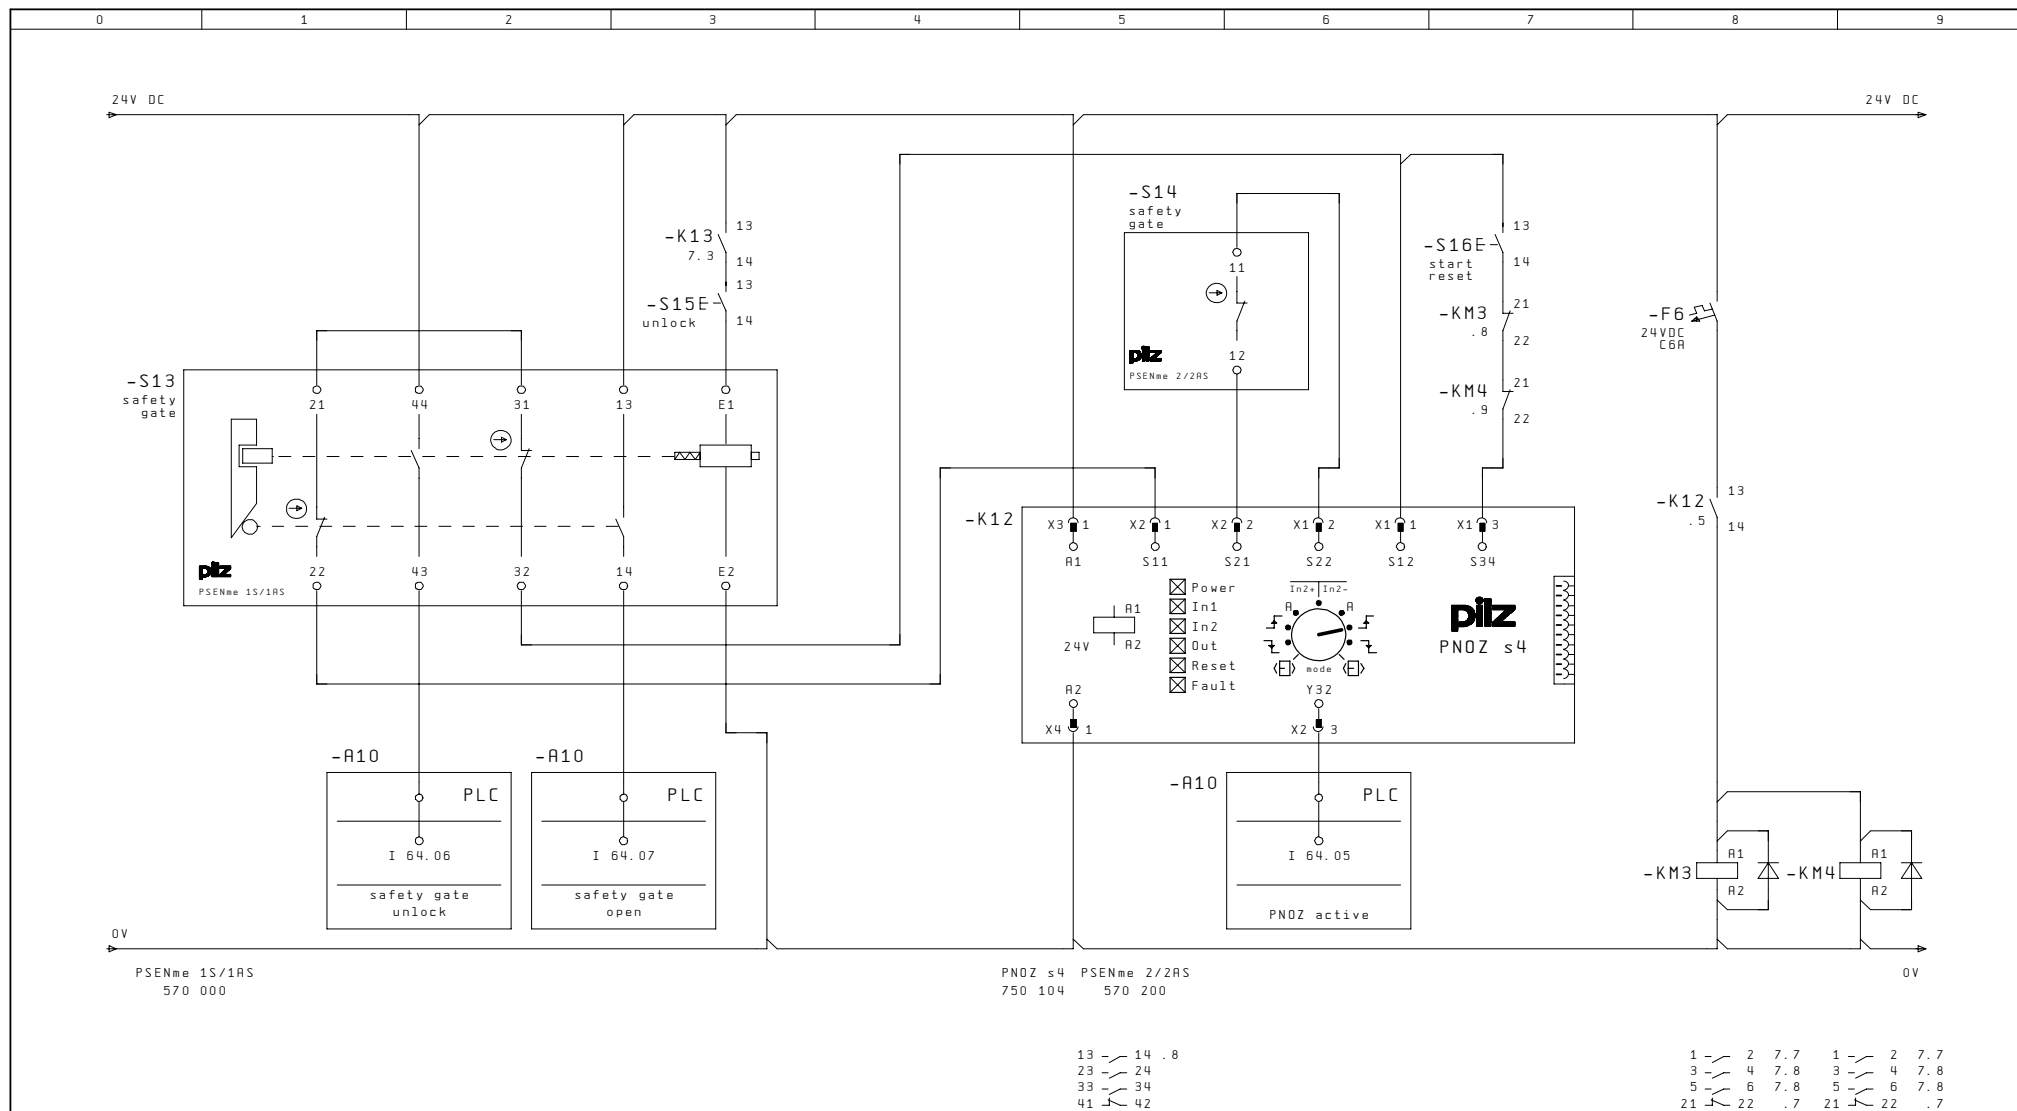 0 1 2 3 4 5 6 7 8 9
24V DC 24V DC
-S14
safety
gate
-K13
7.3
13
14
-S15E
unlock
13
14
11
12
pilz
PSENme 2/2AS
-S16E
start
reset
13
14
-KM3
.8
21
22
-KM4
.9
21
22
-F6
24VDC
C6A
-S13
safety
gate
21 44 31 13 E1
22 43 32 14 E2
pilz
PSENme 1S/1AS
-K12
.5
13
14
-K12
X3 1 X2 1 X2 2 X1 2 X1 1 X1 3
A1 S11 S21 S22 S12 S34
Power
In1
In2
Out
Reset
Fault
A1
A2
24V
In2+ In2-
A A
mode
pilz
PNOZ s4
A2 Y32
X4 1 X2 3
-A10
PLC
I 64.06
safety gate
unlock
-A10
PLC
I 64.07
safety gate
open
-A10
PLC
I 64.05
PNOZ active
-KM3
A1
A2
-KM4
A1
A2
0V 0V
PSENme 1S/1AS
570 000
PNOZ s4 PSENme 2/2AS
750 104 570 200
13 14 .8
23 24
33 34
41 42
1 2 7.7 1 2 7.7
3 4 7.8 3 4 7.8
5 6 7.8 5 6 7.8
21 22 .7 21 22 .7